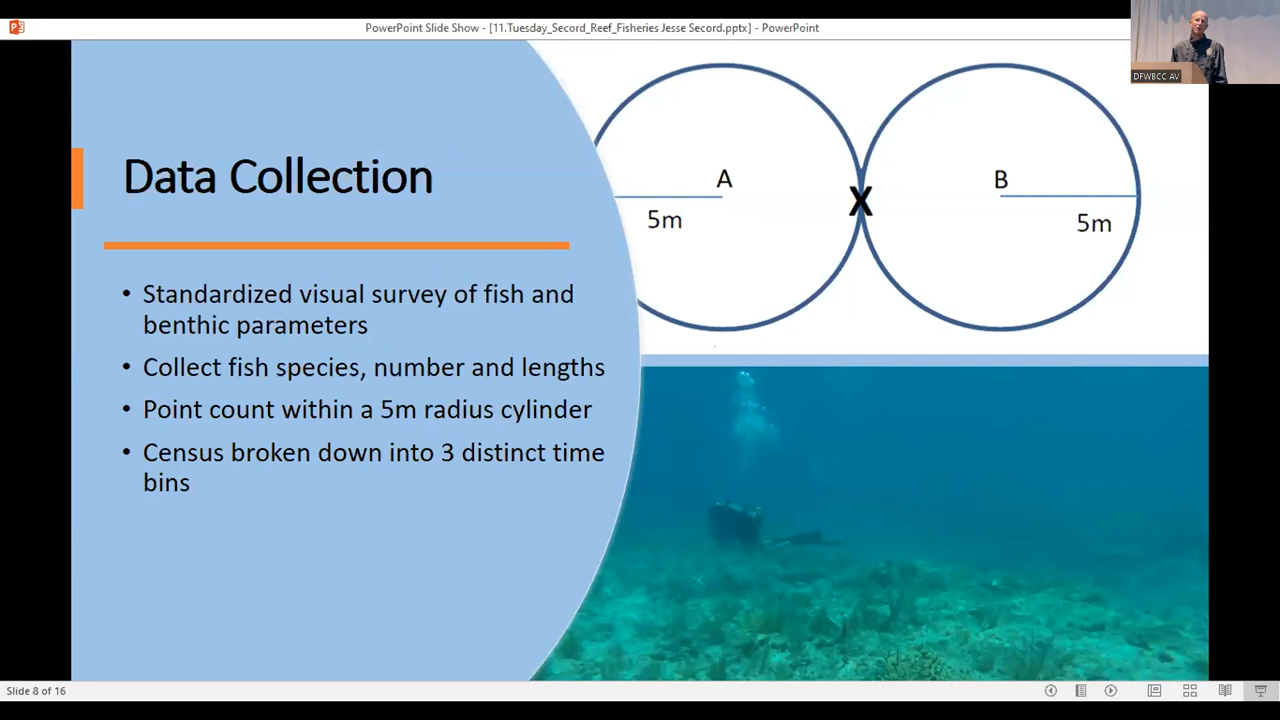 PowerPoint Slide Show - [11.Tuesday_Secord_Reef_Fisheries Jesse Secord.pptx] - PowerPoint
DFWBCC AV
Data Collection
• Standardized visual survey of fish and
benthic parameters
• Collect fish species, number and lengths
• Point count within a 5m radius cylinder
• Census broken down into 3 distinct time
bins
A
5m
X
B
5m
Slide 8 of 16